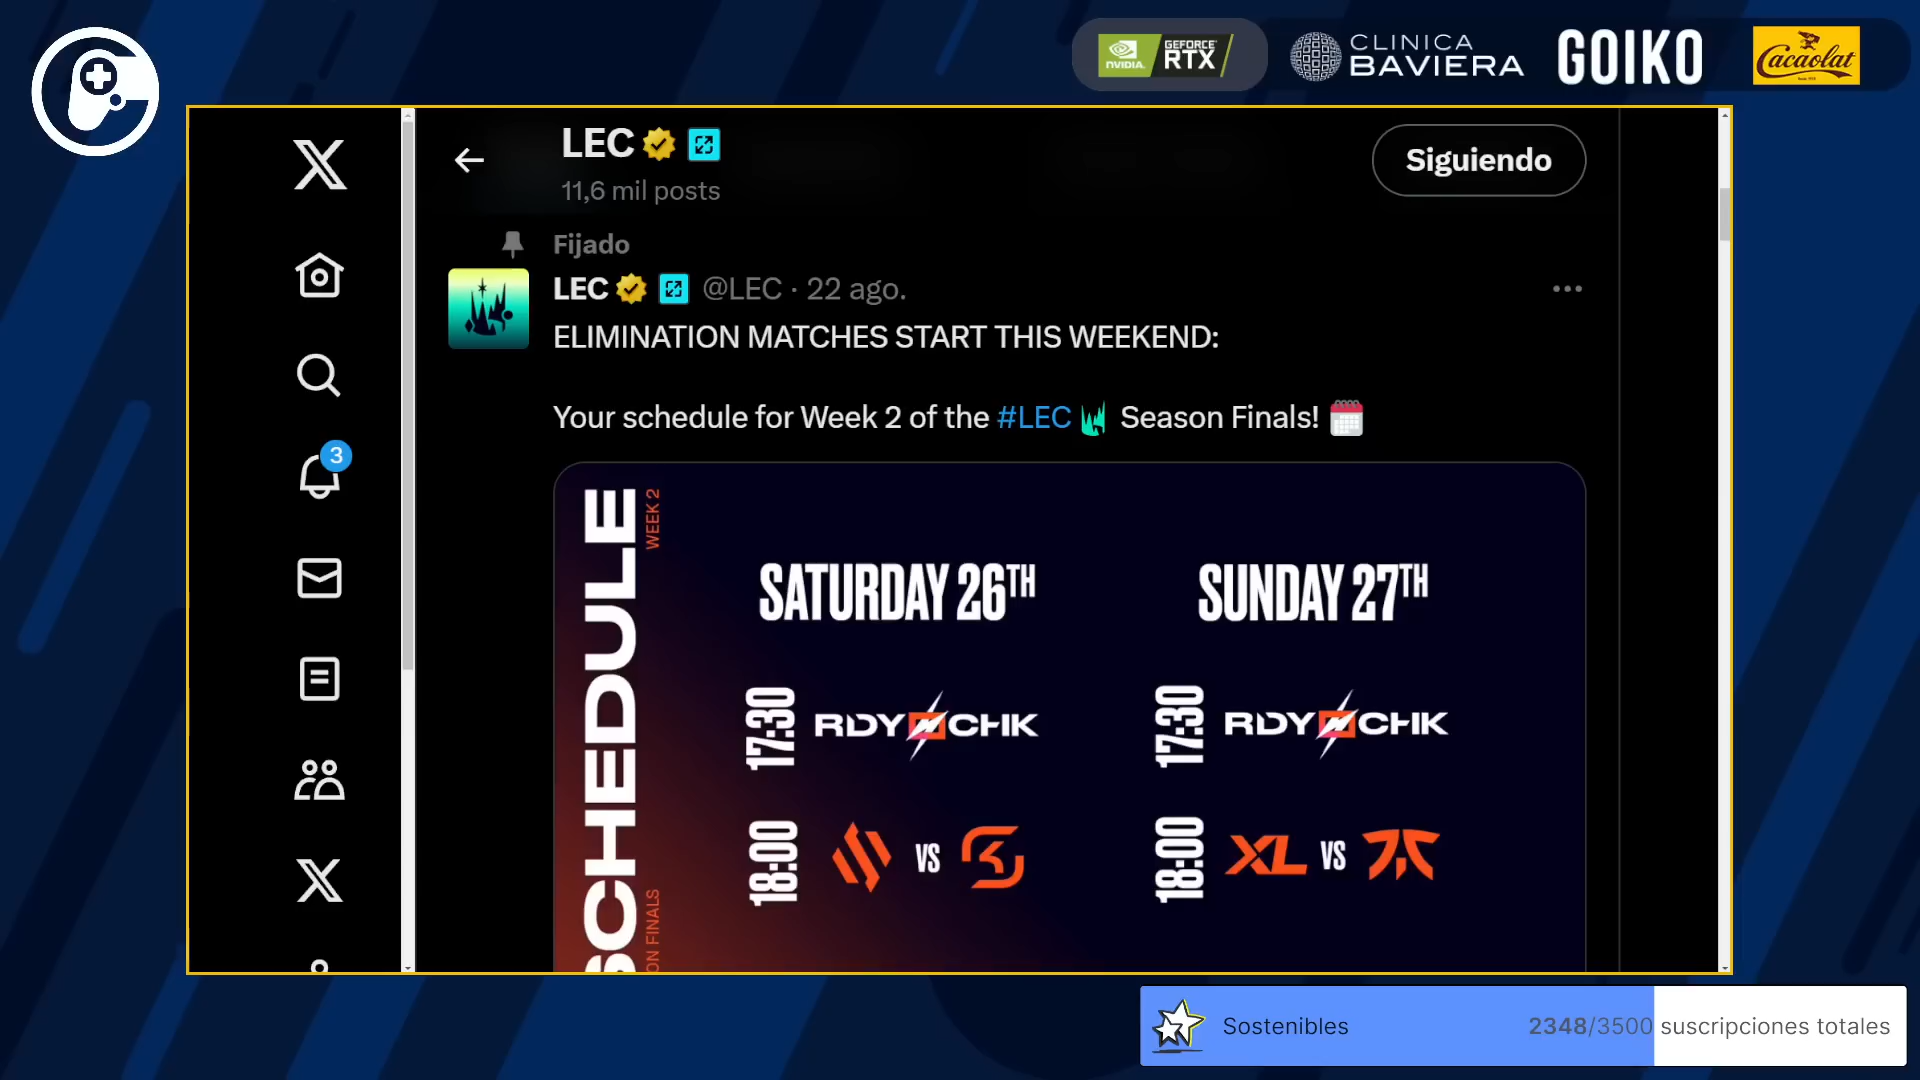 NVIDIA. GEFORCE RTX
CLINICA BAVIERA
GOIKO
Cacaolat
LEC
11,6 mil posts
Siguiendo
Fijado
LEC @LEC · 22 ago.
ELIMINATION MATCHES START THIS WEEKEND:
3
Your schedule for Week 2 of the #LEC Season Finals!
SCHEDULE
WEEK 2
ON FINALS
SATURDAY 26TH
SUNDAY 27TH
17:30 RDY CHK
17:30 RDY CHK
18:00 VS SK
18:00 XL VS
Sostenibles 2348/3500 suscripciones totales